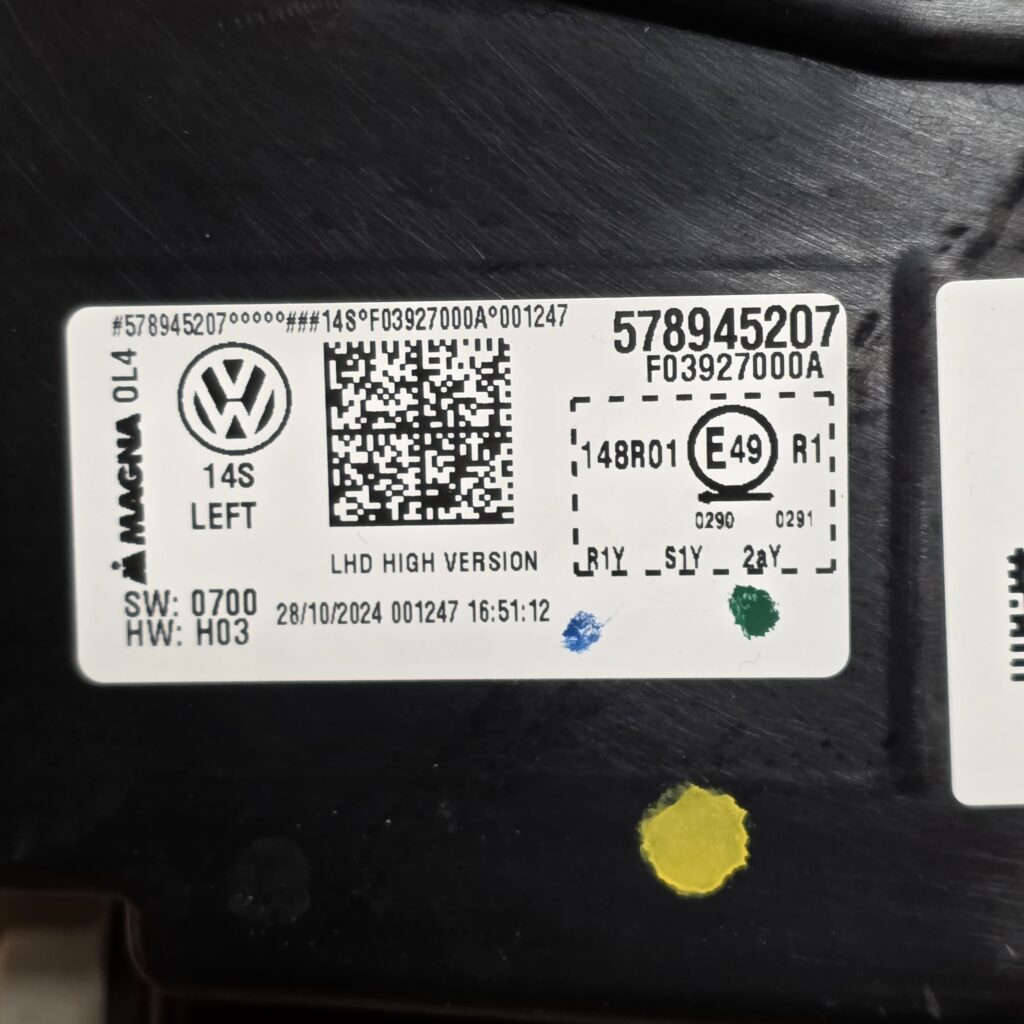 #578945207°°°°°###14S°F03927000A°001247
578945207
F03927000A
MAGNA 0L4
14S
LEFT
148R01 E49 R1
0290 0291
R1Y S1Y 2aY
LHD HIGH VERSION
SW: 0700
HW: H03
28/10/2024 001247 16:51:12